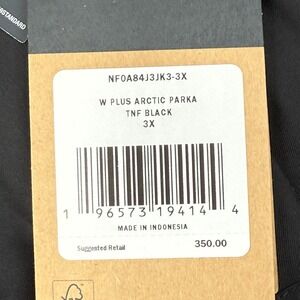 NF0A84J3JK3-3X
W PLUS ARCTIC PARKA
TNF BLACK
3X
1 96573 19414 4
MADE IN INDONESIA
Suggested Retail 350.00